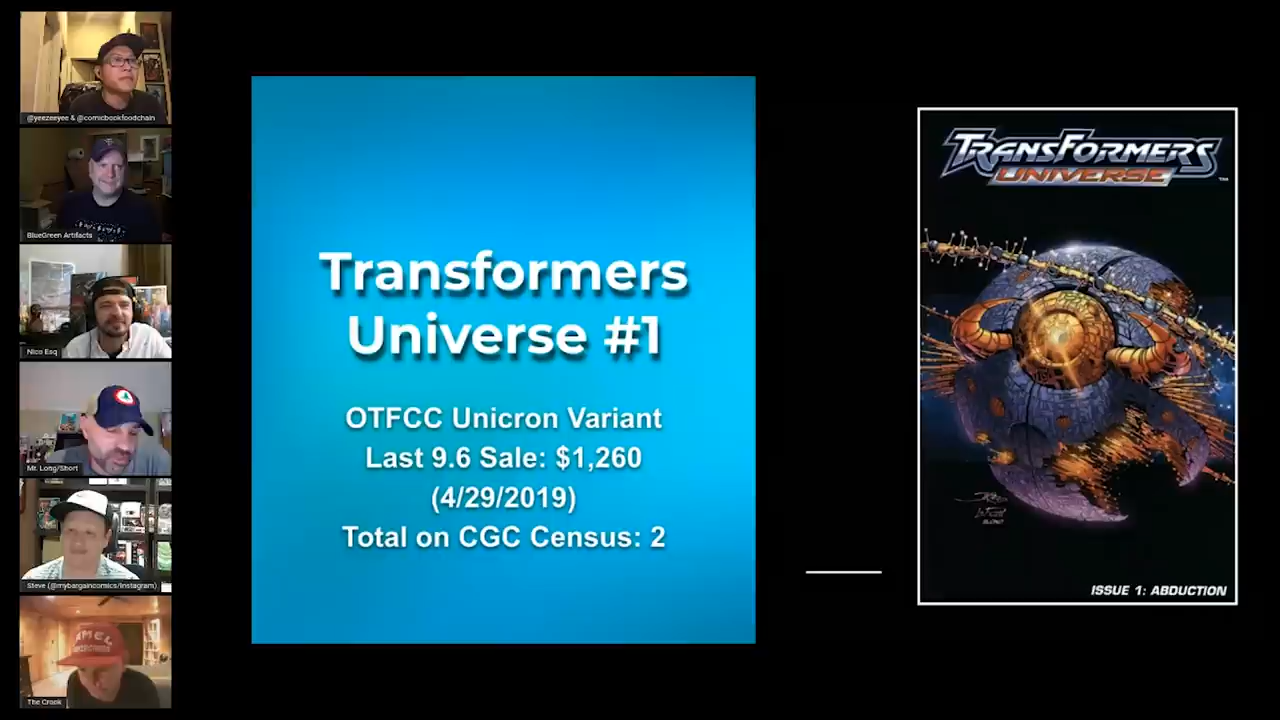 @yeezeeyee & @comicbookfoodchain
BlueGreen Artifacts
Nico Esq
Mr. Long/Short
Steve (@mybargaincomics/Instagram)
The Crook
Transformers
Universe #1
OTFCC Unicron Variant
Last 9.6 Sale: $1,260
(4/29/2019)
Total on CGC Census: 2
TRANSFORMERS
UNIVERSE
TM
ISSUE 1: ABDUCTION